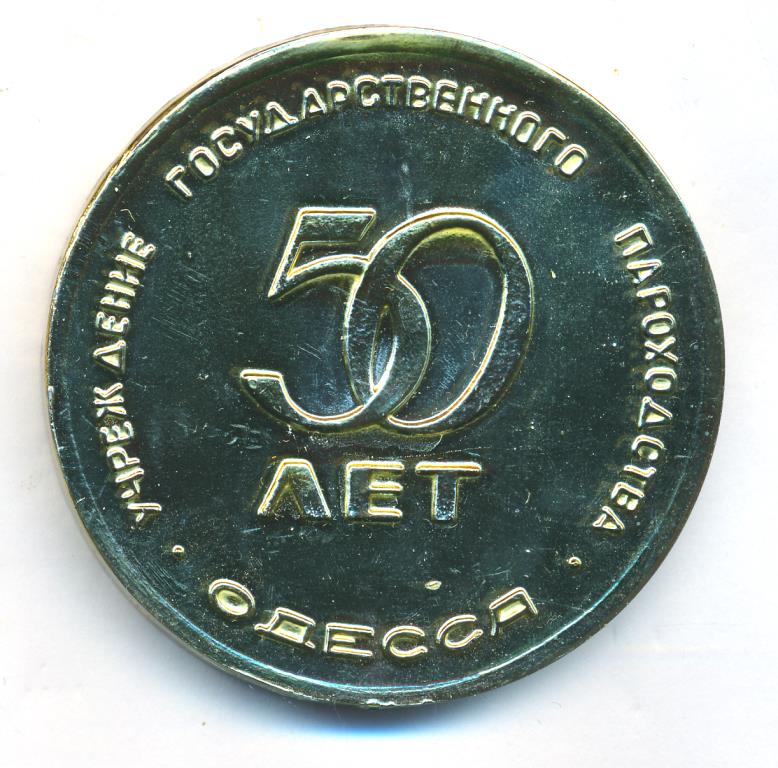 УЧРЕЖДЕНИЕ ГОСУДАРСТВЕННОГО ПАРОХОДСТВА
50
ЛЕТ
· ОДЕССА ·